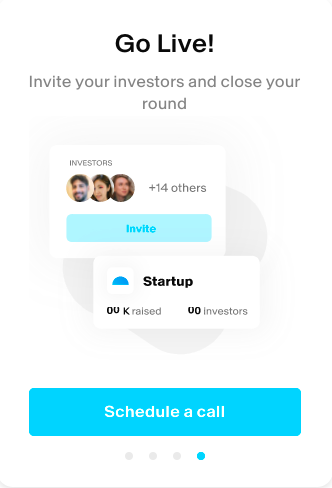 Go Live!
Invite your investors and close your
round
INVESTORS
+14 others
Invite
Startup
00 K raised 00 investors
Schedule a call